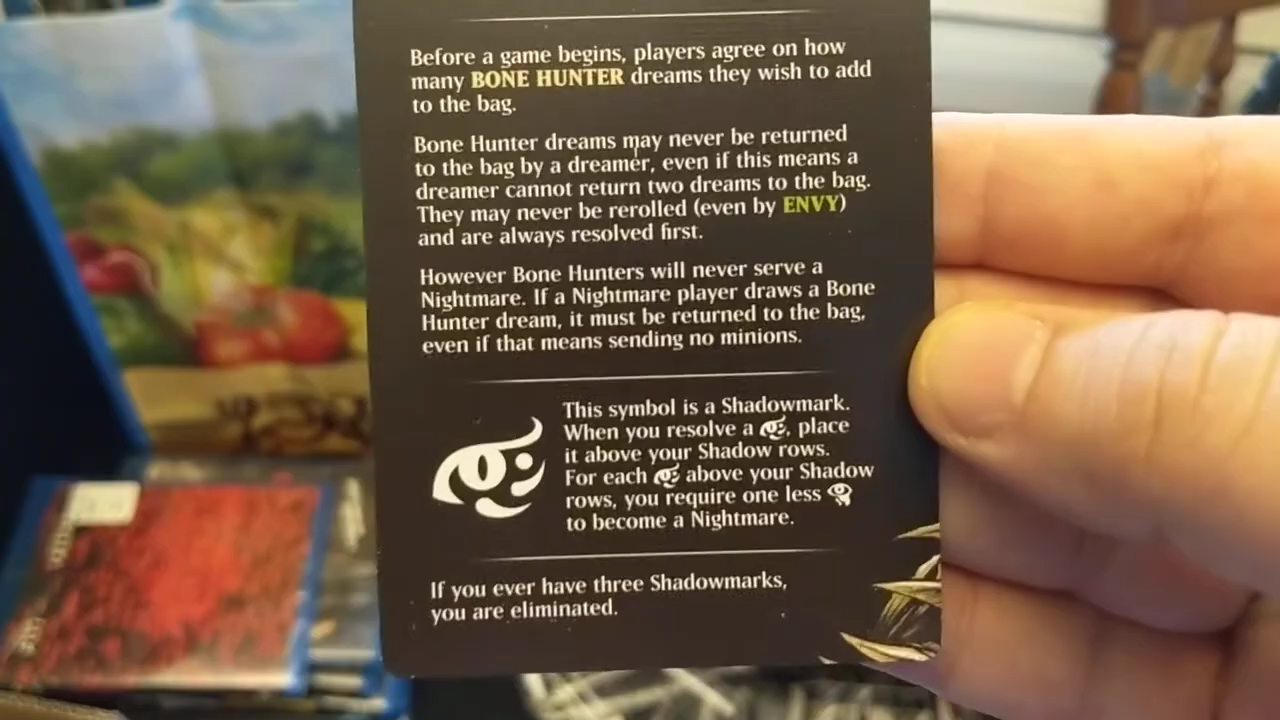 Before a game begins, players agree on how
many BONE HUNTER dreams they wish to add
to the bag.
Bone Hunter dreams may never be returned
to the bag by a dreamer, even if this means a
dreamer cannot return two dreams to the bag.
They may never be rerolled (even by ENVY)
and are always resolved first.
However Bone Hunters will never serve a
Nightmare. If a Nightmare player draws a Bone
Hunter dream, it must be returned to the bag,
even if that means sending no minions.
This symbol is a Shadowmark.
When you resolve a , place
it above your Shadow rows.
For each above your Shadow
rows, you require one less
to become a Nightmare.
If you ever have three Shadowmarks,
you are eliminated.